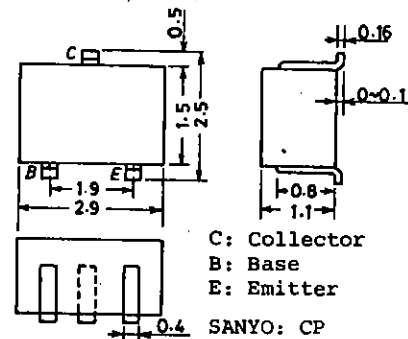 0.5
0.16
C
0~0.1
1.5
2.5
B
E
1.9
0.8
2.9
1.1
C: Collector
B: Base
E: Emitter
0.4
SANYO: CP